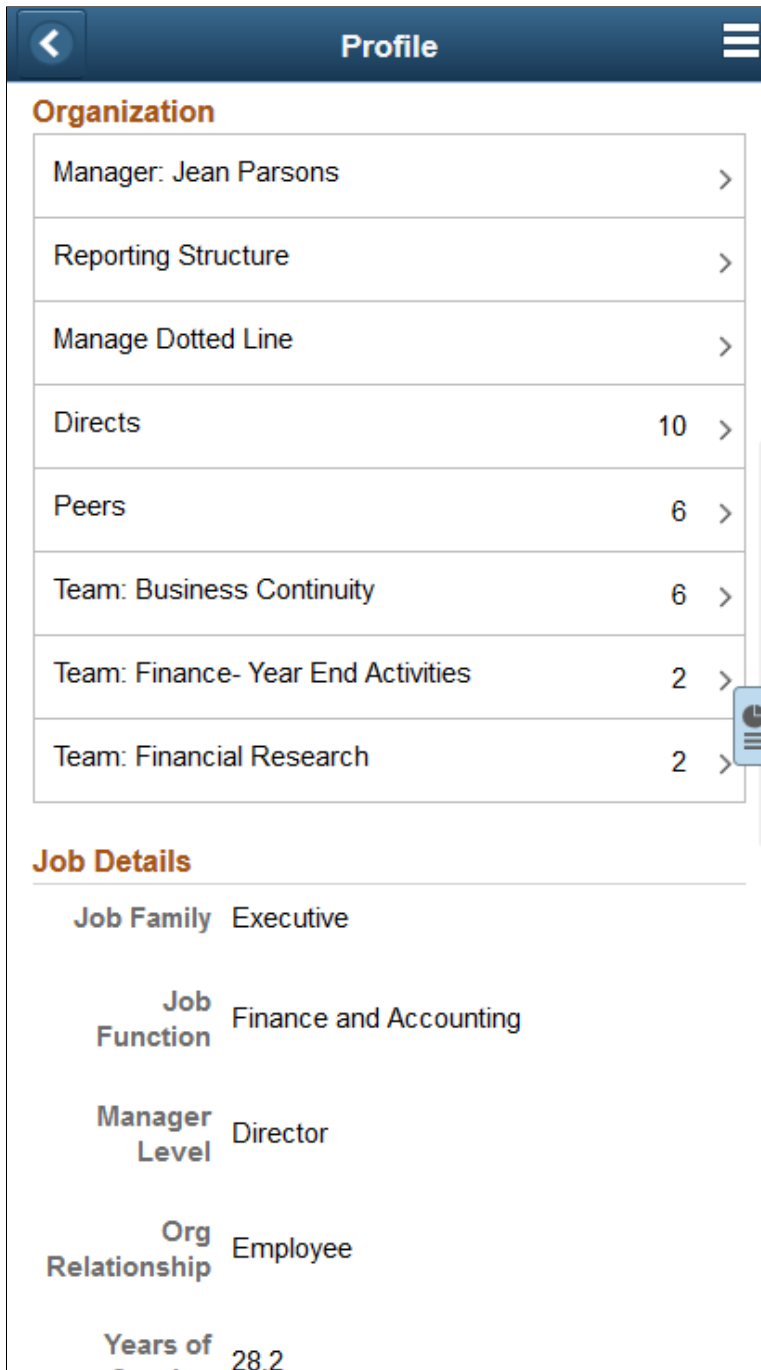 Profile
Organization
Manager: Jean Parsons
Reporting Structure
Manage Dotted Line
Directs 10
Peers 6
Team: Business Continuity 6
Team: Finance- Year End Activities 2
Team: Financial Research 2
Job Details
Job Family Executive
Job
Function Finance and Accounting
Manager
Level Director
Org
Relationship Employee
Years of
28.2